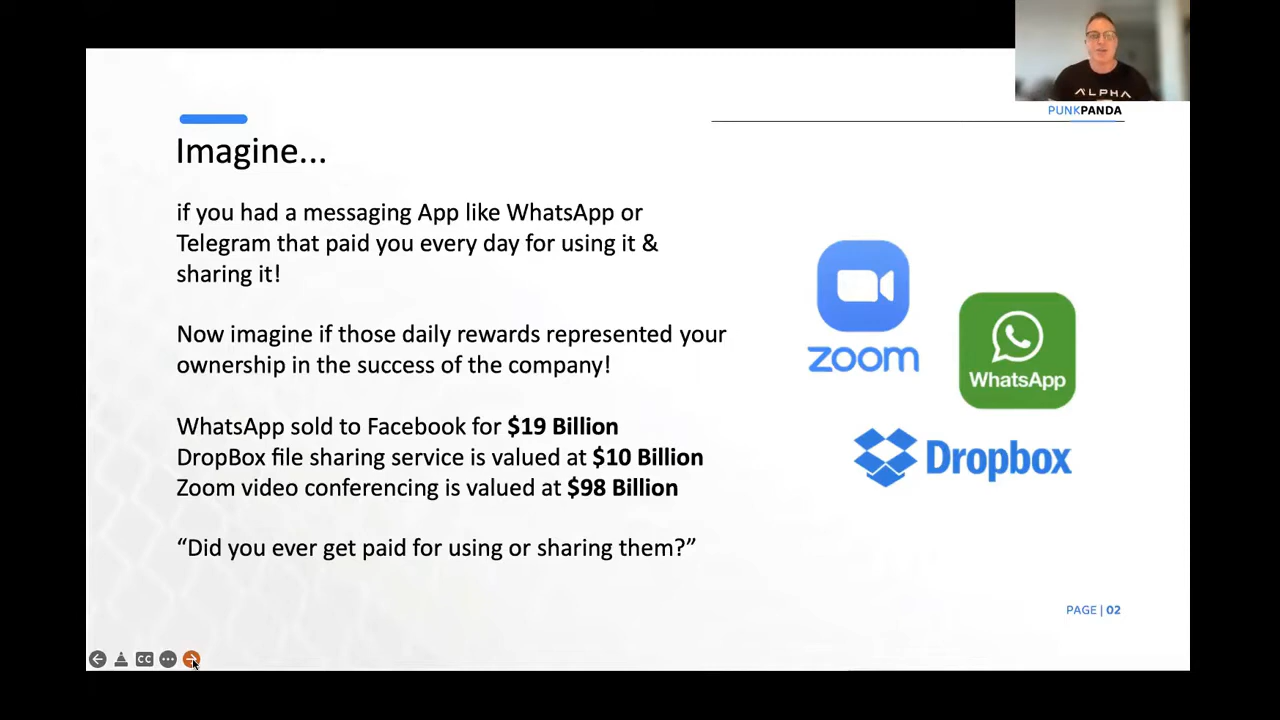 ALPHA
PUNKPANDA
Imagine...
if you had a messaging App like WhatsApp or
Telegram that paid you every day for using it &
sharing it!
Now imagine if those daily rewards represented your
ownership in the success of the company!
WhatsApp sold to Facebook for $19 Billion
DropBox file sharing service is valued at $10 Billion
Zoom video conferencing is valued at $98 Billion
“Did you ever get paid for using or sharing them?”
zoom
WhatsApp
Dropbox
PAGE | 02
CC